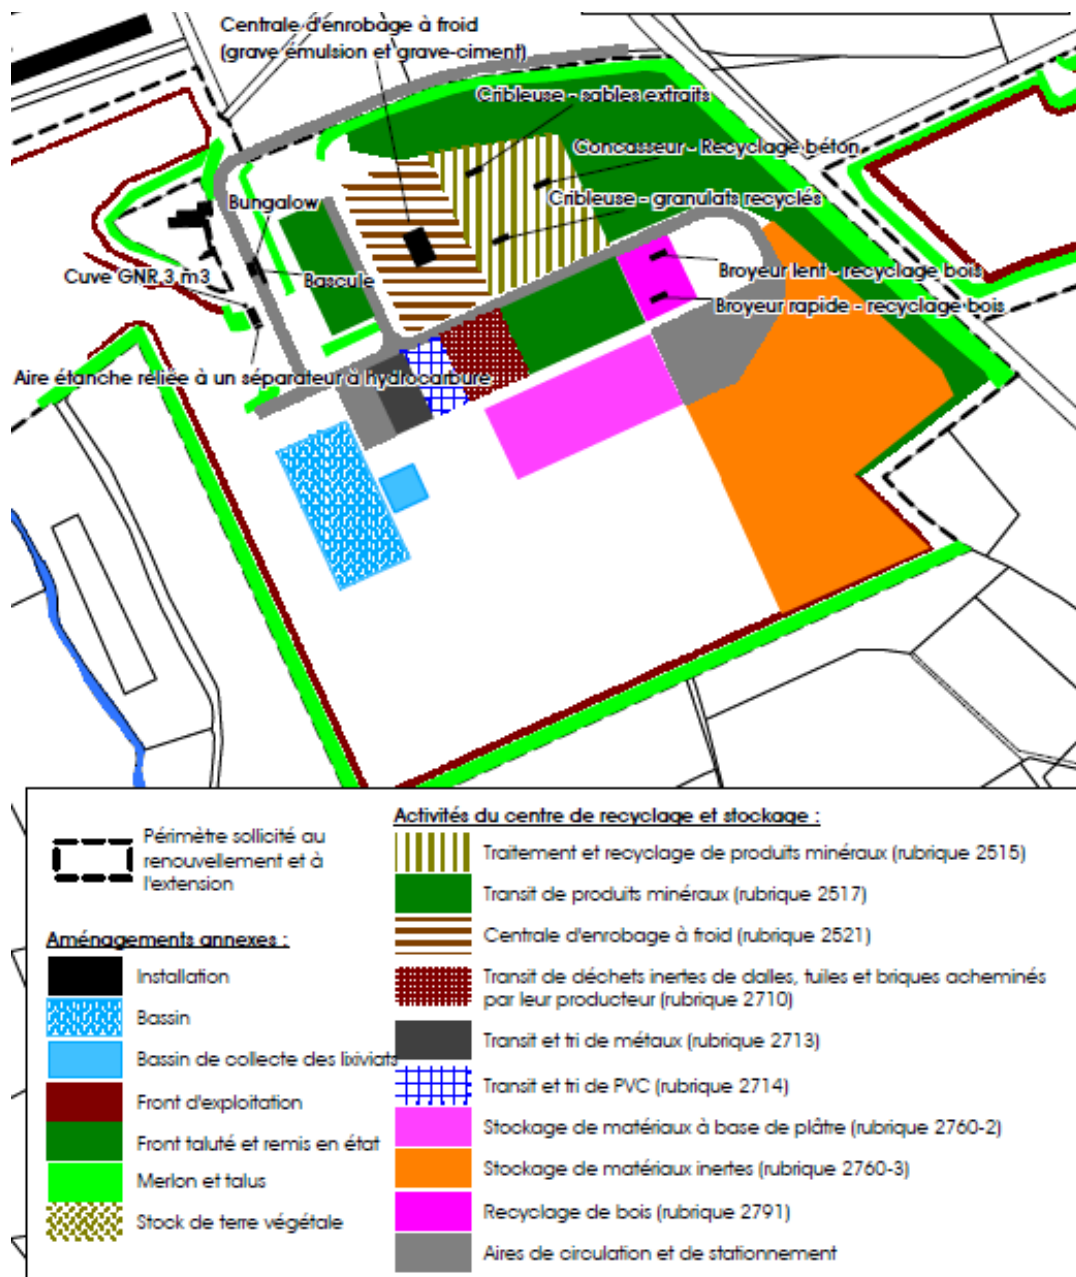 Centrale d'enrobage à froid
(grave émulsion et grave-ciment)
Cribleuse - sables extraits
Concasseur - Recyclage béton
Cribleuse - granulats recyclés
Bungalow
Cuve GNR 3 m3
Bascule
Broyeur lent - recyclage bois
Broyeur rapide - recyclage bois
Aire étanche reliée à un séparateur à hydrocarbure
Périmètre sollicité au
renouvellement et à
l'extension
Aménagements annexes :
Installation
Bassin
Bassin de collecte des lixiviats
Front d'exploitation
Front taluté et remis en état
Merlon et talus
Stock de terre végétale
Activités du centre de recyclage et stockage :
Traitement et recyclage de produits minéraux (rubrique 2515)
Transit de produits minéraux (rubrique 2517)
Centrale d'enrobage à froid (rubrique 2521)
Transit de déchets inertes de dalles, tuiles et briques acheminés
par leur producteur (rubrique 2710)
Transit et tri de métaux (rubrique 2713)
Transit et tri de PVC (rubrique 2714)
Stockage de matériaux à base de plâtre (rubrique 2760-2)
Stockage de matériaux inertes (rubrique 2760-3)
Recyclage de bois (rubrique 2791)
Aires de circulation et de stationnement